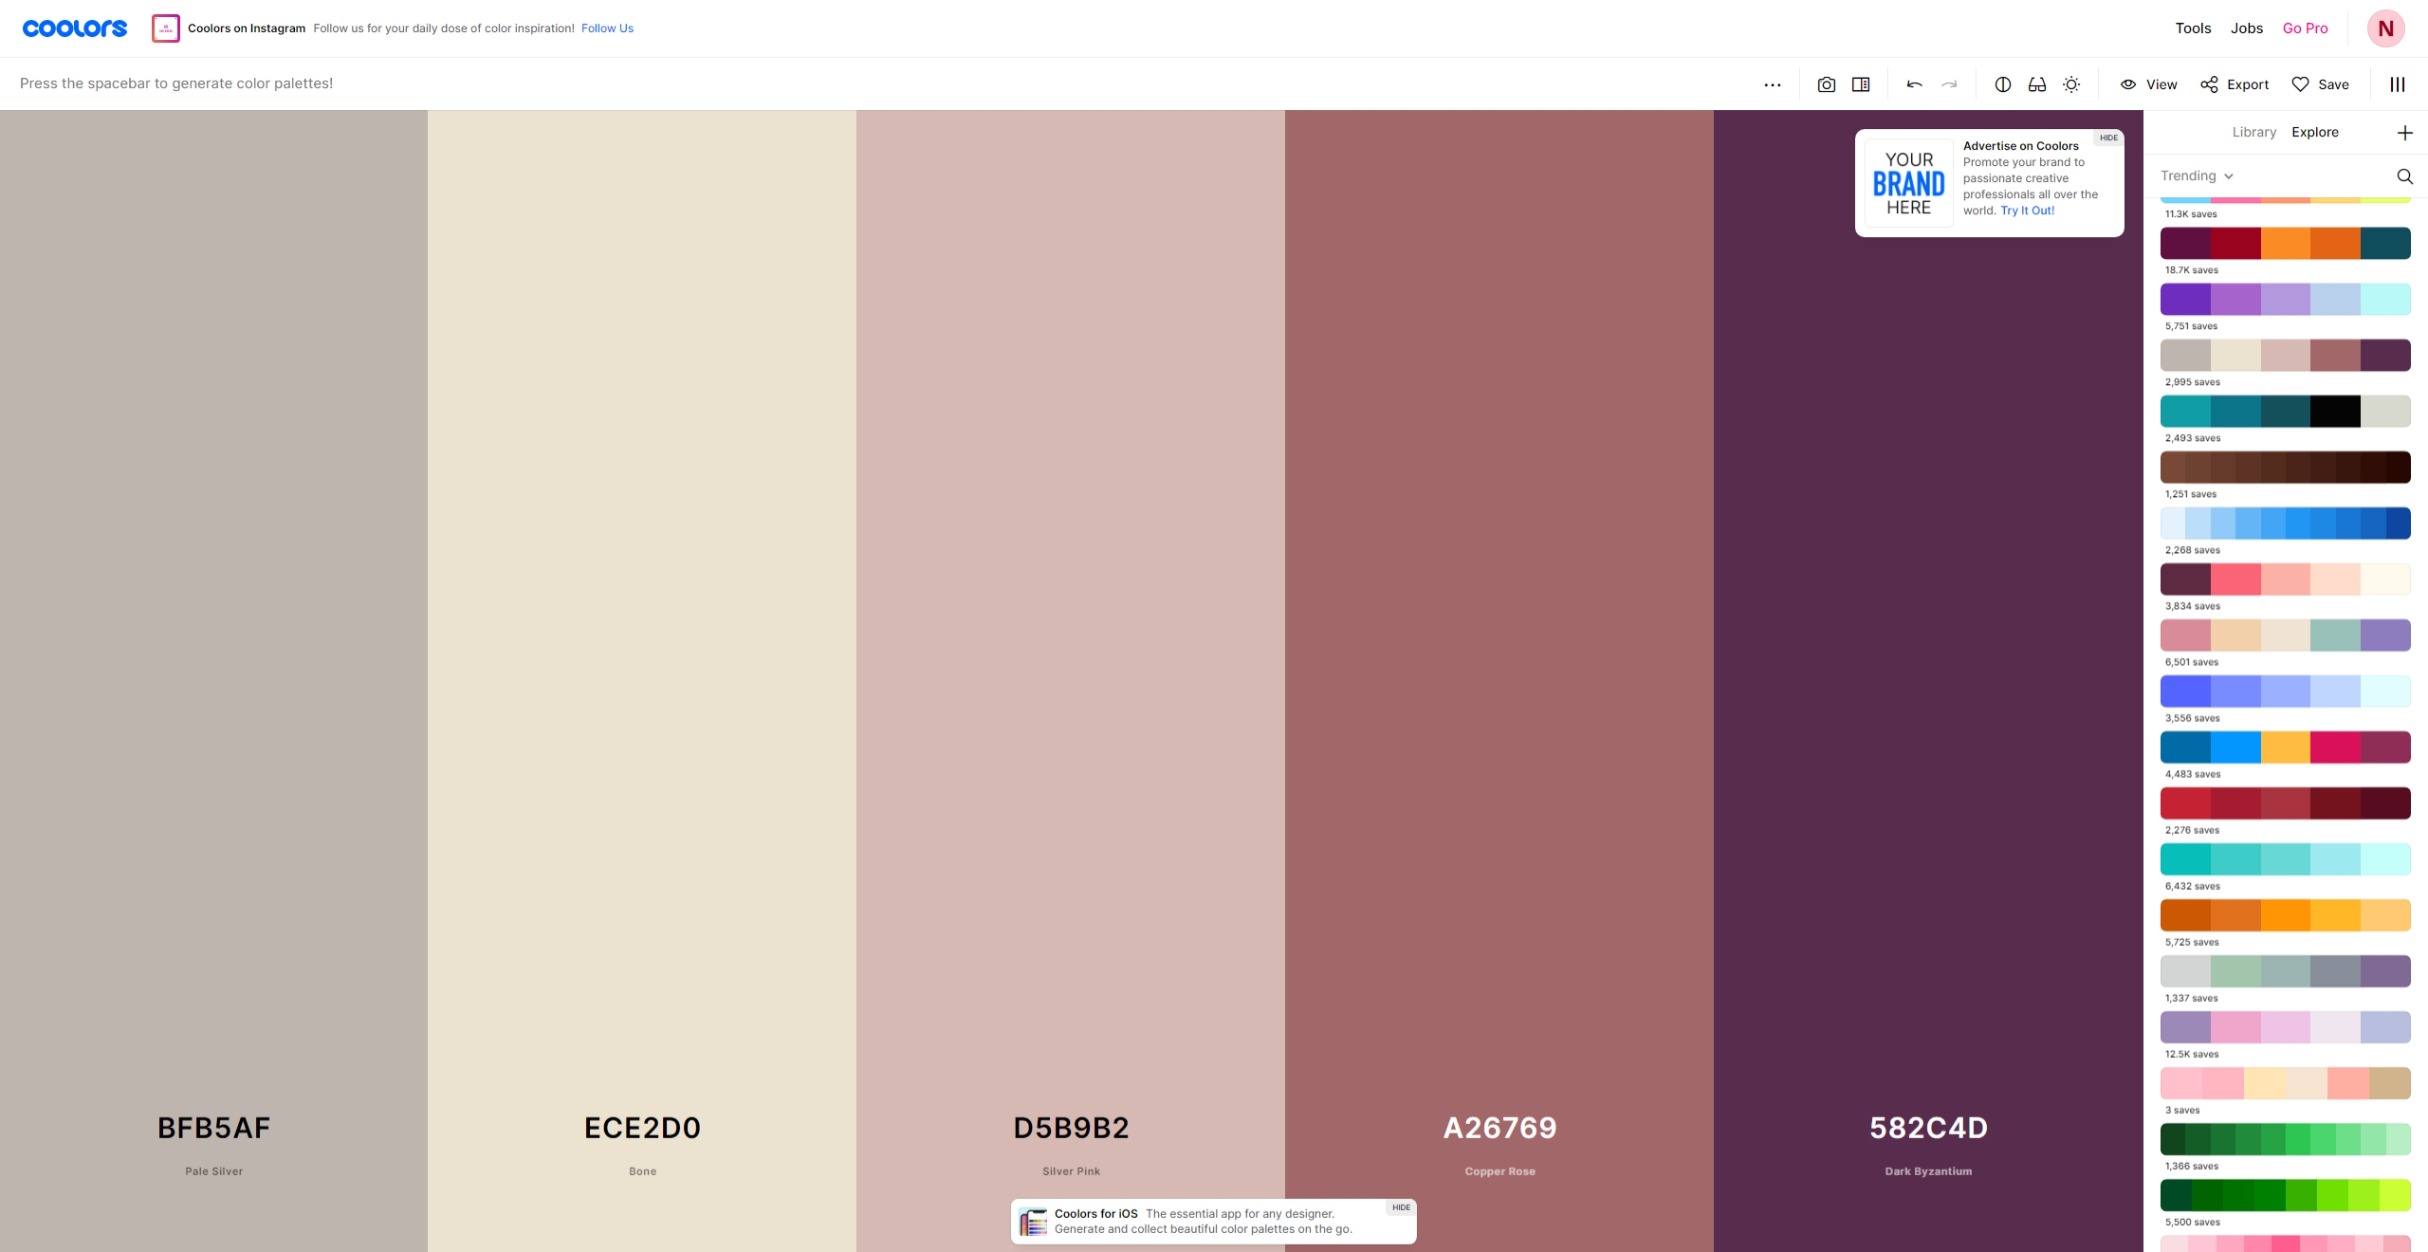 coolors
Coolors on Instagram Follow us for your daily dose of color inspiration! Follow Us
Tools Jobs Go Pro N
Press the spacebar to generate color palettes!
View Export Save
Library Explore
Trending
HIDE
YOUR
BRAND
HERE
Advertise on Coolors
Promote your brand to
passionate creative
professionals all over the
world. Try It Out!
11.3K saves
18.7K saves
5,751 saves
2,995 saves
2,493 saves
1,251 saves
2,268 saves
3,834 saves
6,501 saves
3,556 saves
4,483 saves
2,276 saves
6,432 saves
5,725 saves
1,337 saves
12.5K saves
3 saves
1,366 saves
5,500 saves
BFB5AF
Pale Silver
ECE2D0
Bone
D5B9B2
Silver Pink
A26769
Copper Rose
582C4D
Dark Byzantium
Coolors for iOS The essential app for any designer.
Generate and collect beautiful color palettes on the go.
HIDE